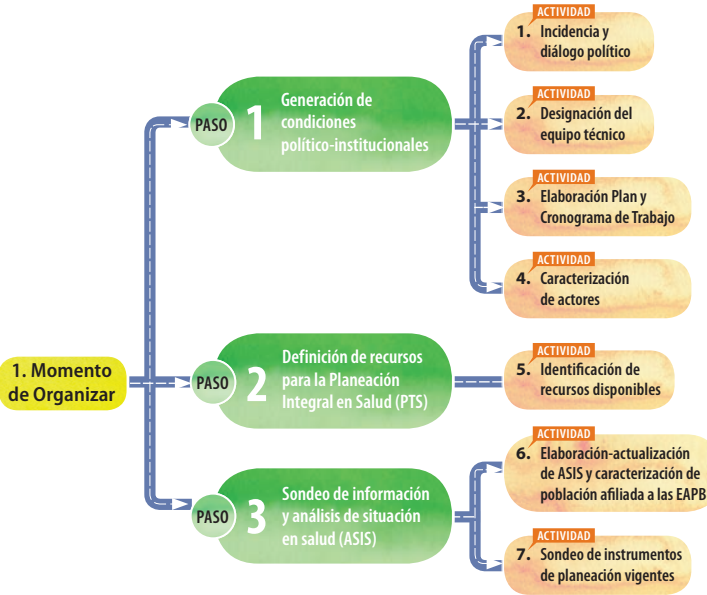 1. Momento
de Organizar
PASO 1
Generación de
condiciones
político-institucionales
ACTIVIDAD
1. Incidencia y
diálogo político
ACTIVIDAD
2. Designación del
equipo técnico
ACTIVIDAD
3. Elaboración Plan y
Cronograma de Trabajo
ACTIVIDAD
4. Caracterización
de actores
PASO 2
Definición de recursos
para la Planeación
Integral en Salud (PTS)
ACTIVIDAD
5. Identificación de
recursos disponibles
PASO 3
Sondeo de información
y análisis de situación
en salud (ASIS)
ACTIVIDAD
6. Elaboración-actualización
de ASIS y caracterización de
población afiliada a las EAPB
ACTIVIDAD
7. Sondeo de instrumentos
de planeación vigentes